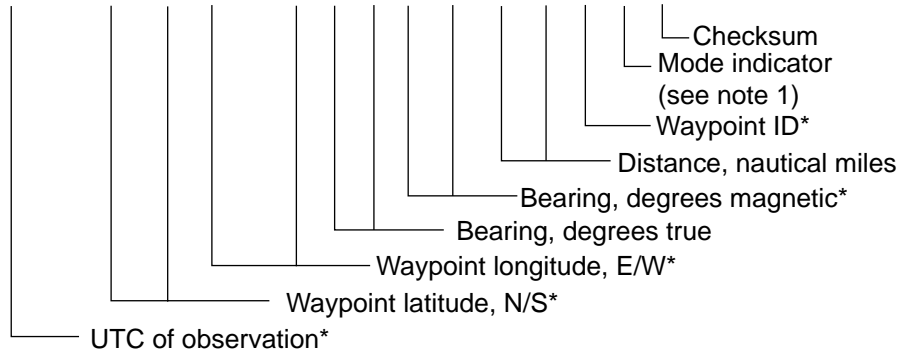 Checksum
Mode indicator
(see note 1)
Waypoint ID*
Distance, nautical miles
Bearing, degrees magnetic*
Bearing, degrees true
Waypoint longitude, E/W*
Waypoint latitude, N/S*
UTC of observation*